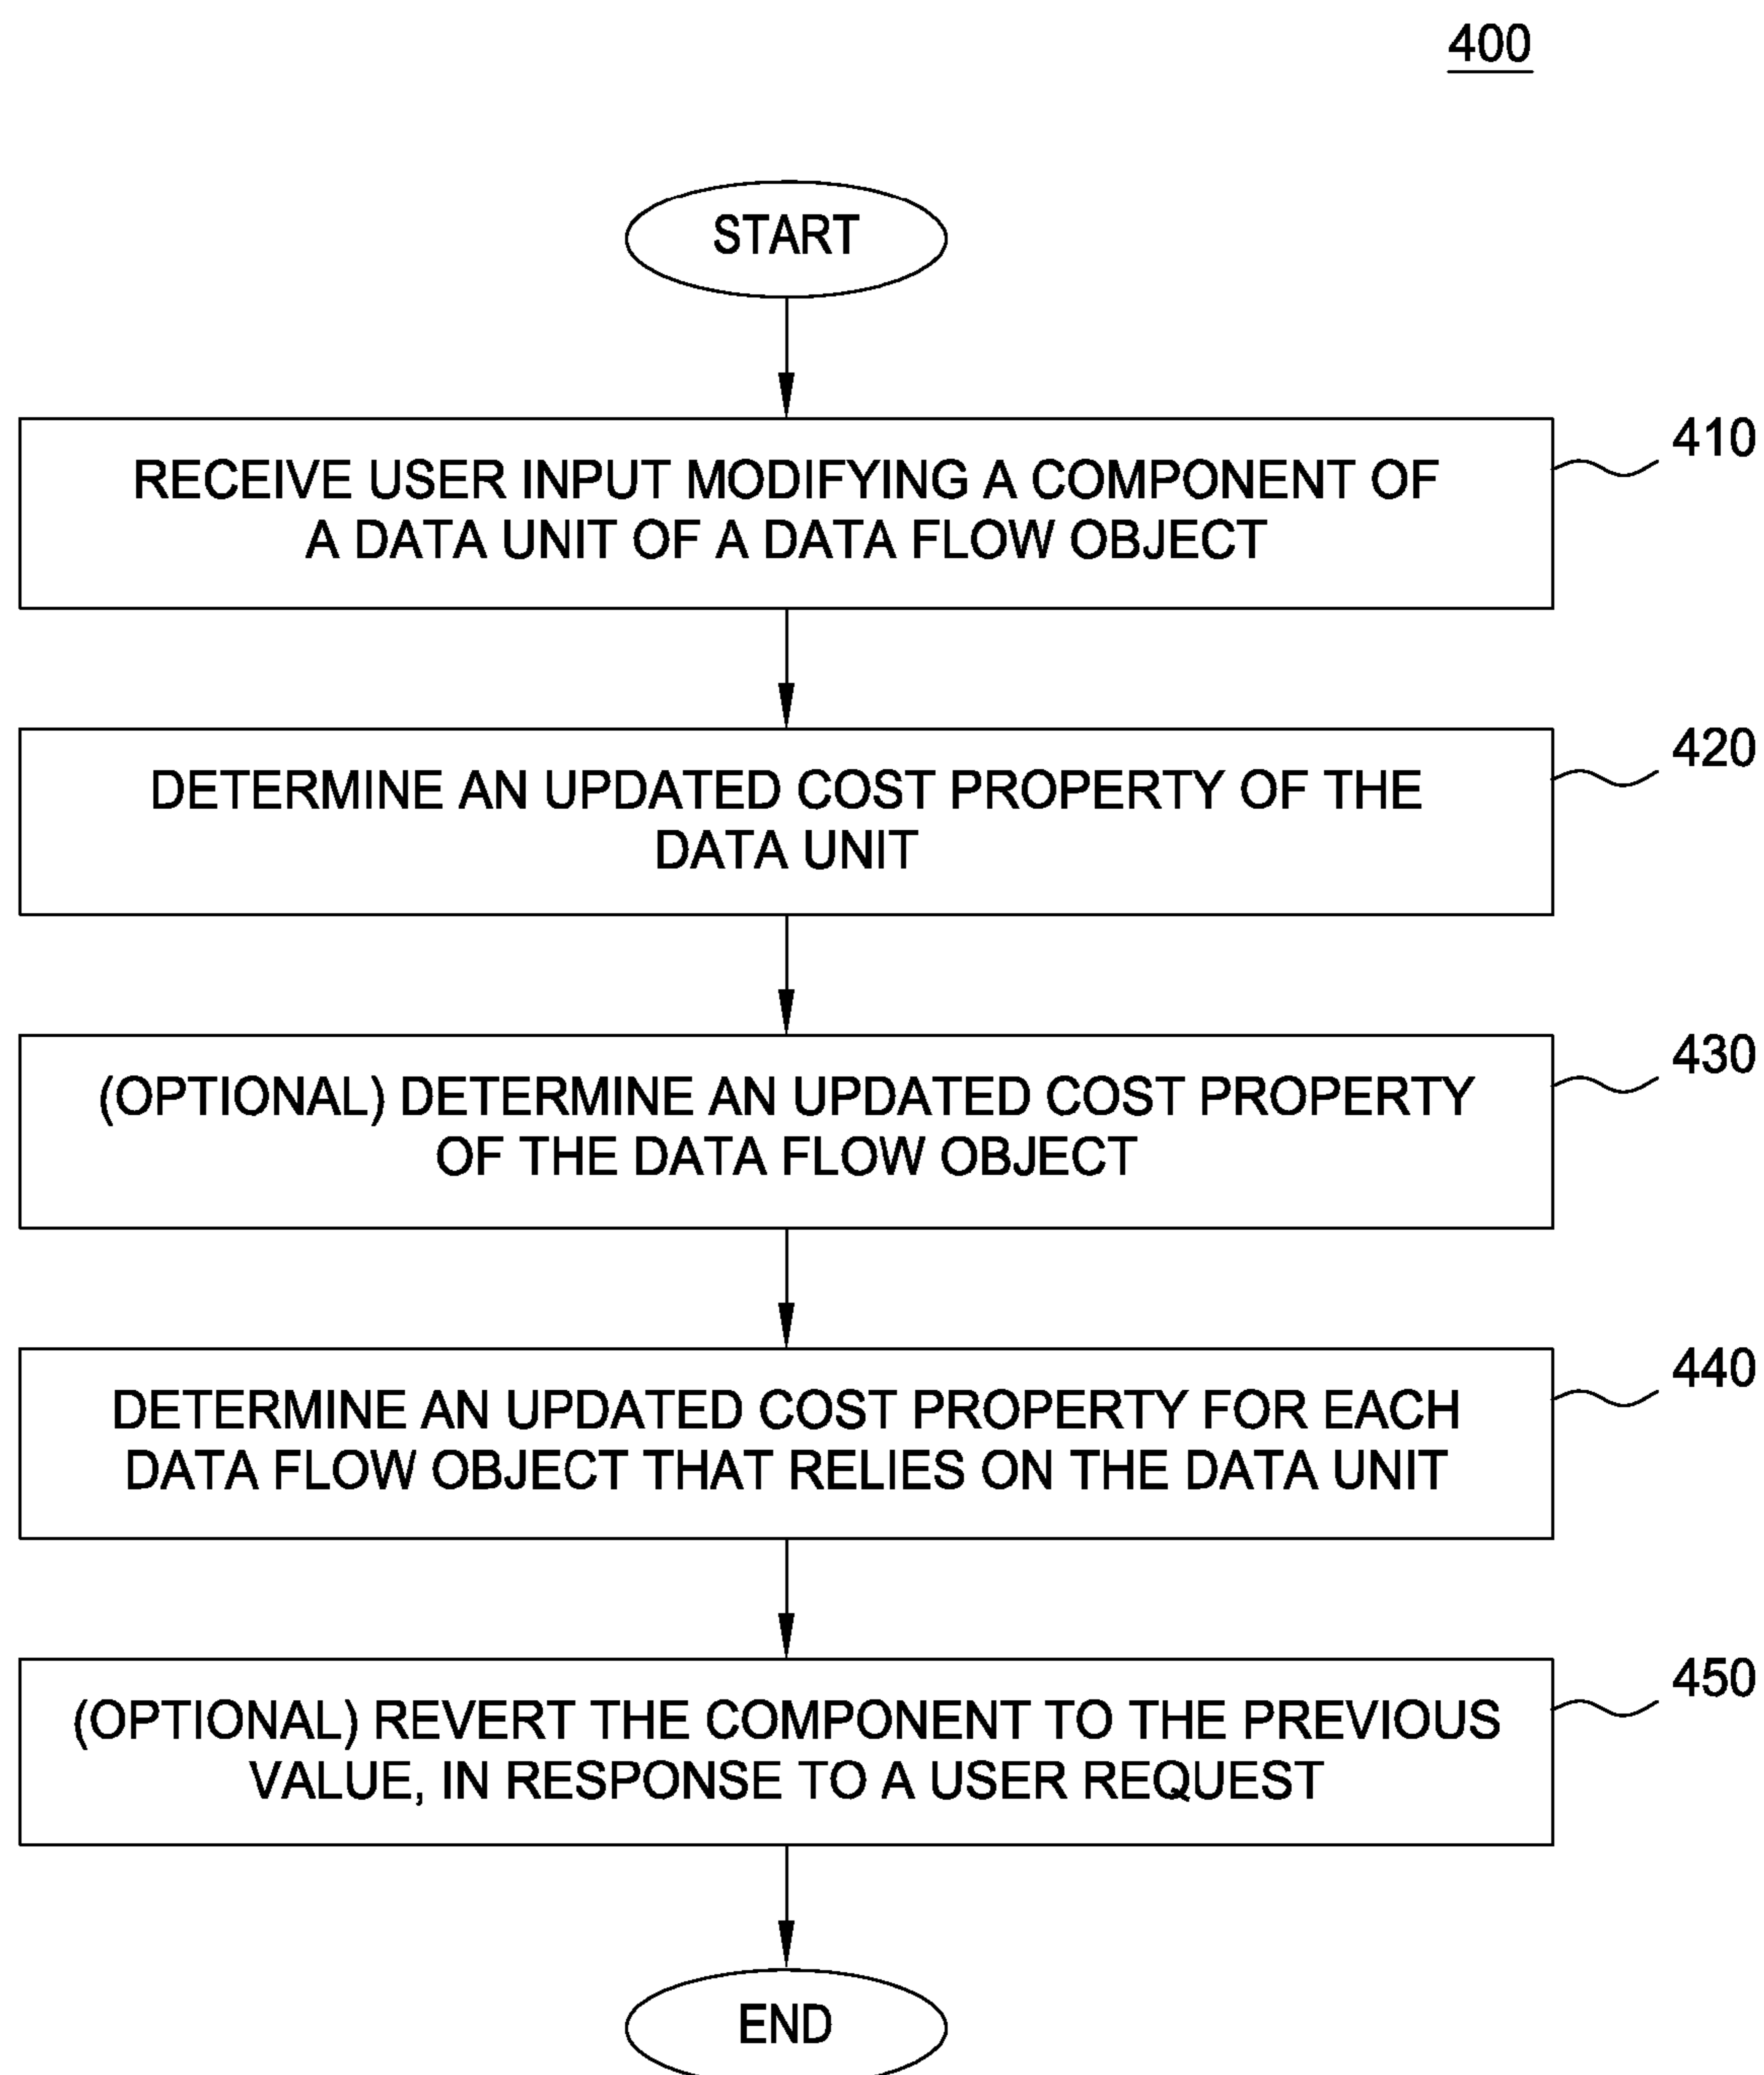 400
START
RECEIVE USER INPUT MODIFYING A COMPONENT OF
A DATA UNIT OF A DATA FLOW OBJECT
410
DETERMINE AN UPDATED COST PROPERTY OF THE
DATA UNIT
420
(OPTIONAL) DETERMINE AN UPDATED COST PROPERTY
OF THE DATA FLOW OBJECT
430
DETERMINE AN UPDATED COST PROPERTY FOR EACH
DATA FLOW OBJECT THAT RELIES ON THE DATA UNIT
440
(OPTIONAL) REVERT THE COMPONENT TO THE PREVIOUS
VALUE, IN RESPONSE TO A USER REQUEST
450
END